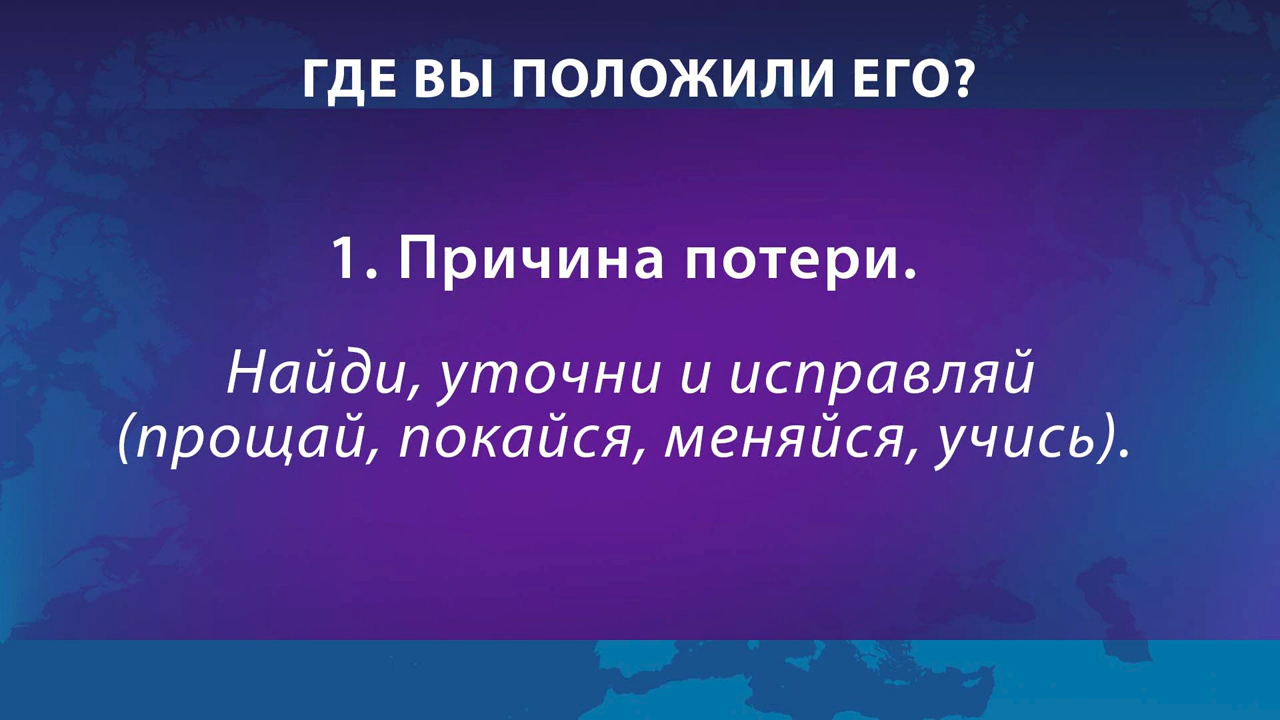 ГДЕ ВЫ ПОЛОЖИЛИ ЕГО?
1. Причина потери.
Найди, уточни и исправляй
(прощай, покайся, меняйся, учись).